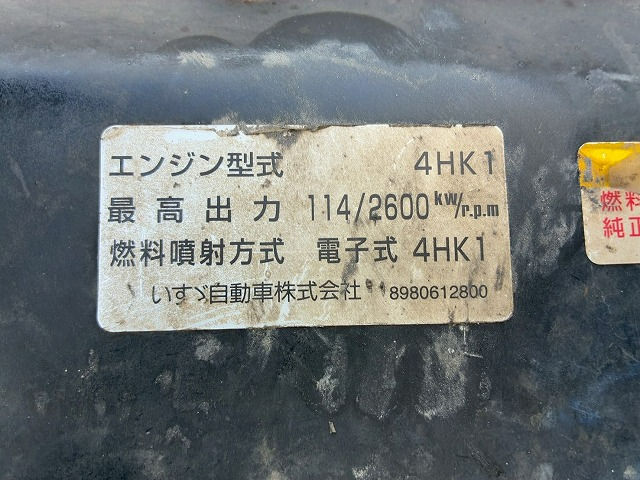 エンジン型式 4HK1
最高出力 114/2600 kW/r.p.m
燃料噴射方式 電子式 4HK1
いすゞ自動車株式会社 8980612800
燃料
純正